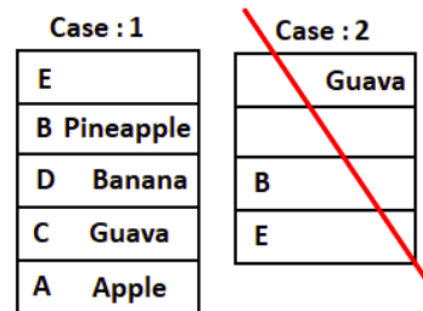 Case : 1
E
B Pineapple
D Banana
C Guava
A Apple
Case : 2
Guava
B
E